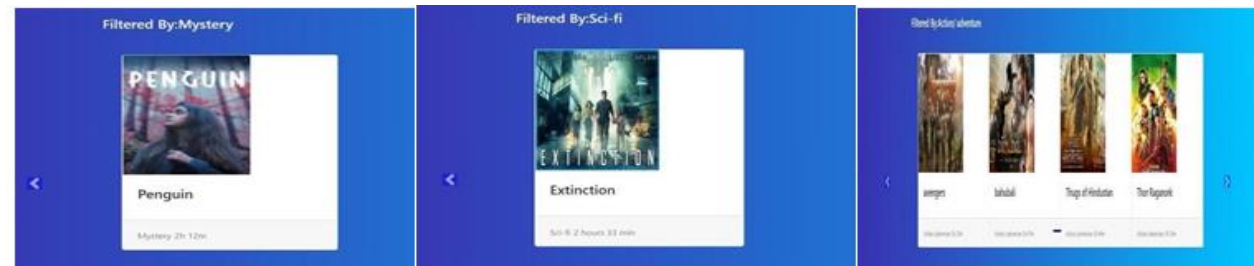 Filtered By:Mystery
PENGUIN
Penguin
Mystery 2h 12m
Filtered By:Sci-fi
EXTINCTION
Extinction
Sci-fi 2 hours 33 min
Filtered By:Action/ adventure
avengers
bahubali
Thugs of Hindustan
Thor Ragnarok